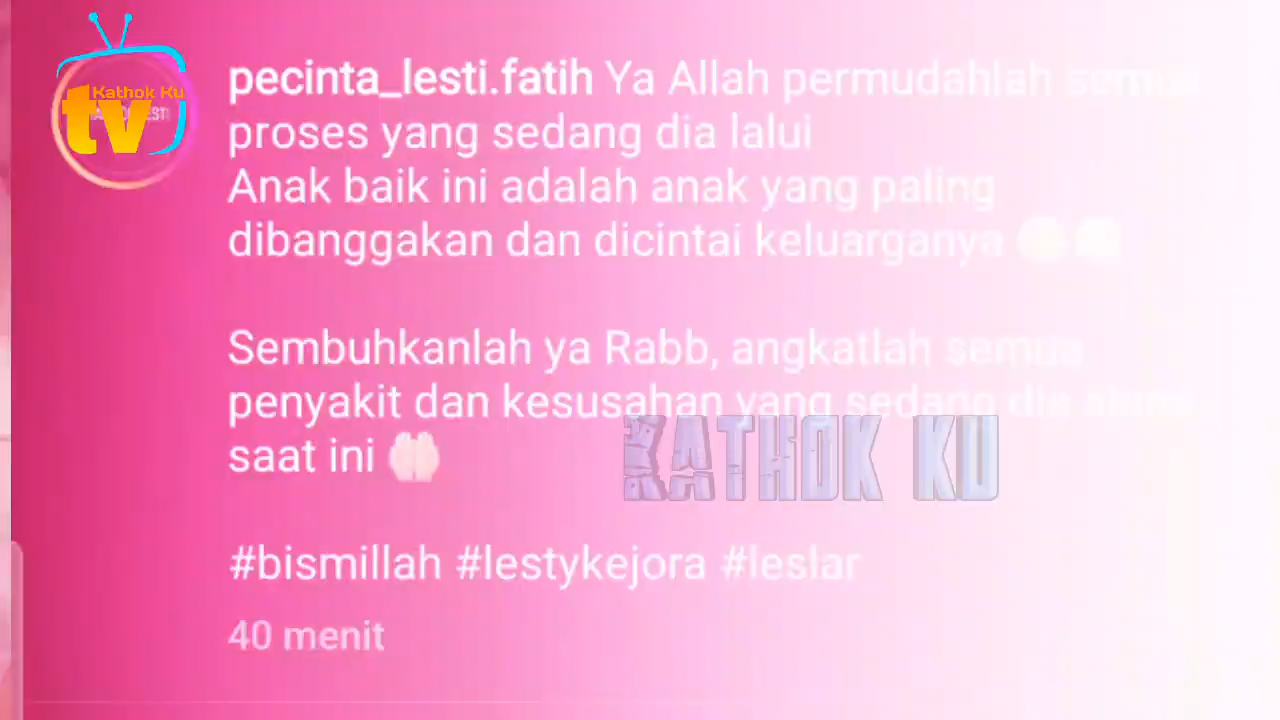 Kathok Ku
tv
pecinta_lesti.fatih Ya Allah permudahlah semua
proses yang sedang dia lalui
Anak baik ini adalah anak yang paling
dibanggakan dan dicintai keluarganya
Sembuhkanlah ya Rabb, angkatlah semua
penyakit dan kesusahan yang sedang dia
saat ini
KATHOK KU
#bismillah #lestykejora #leslar
40 menit